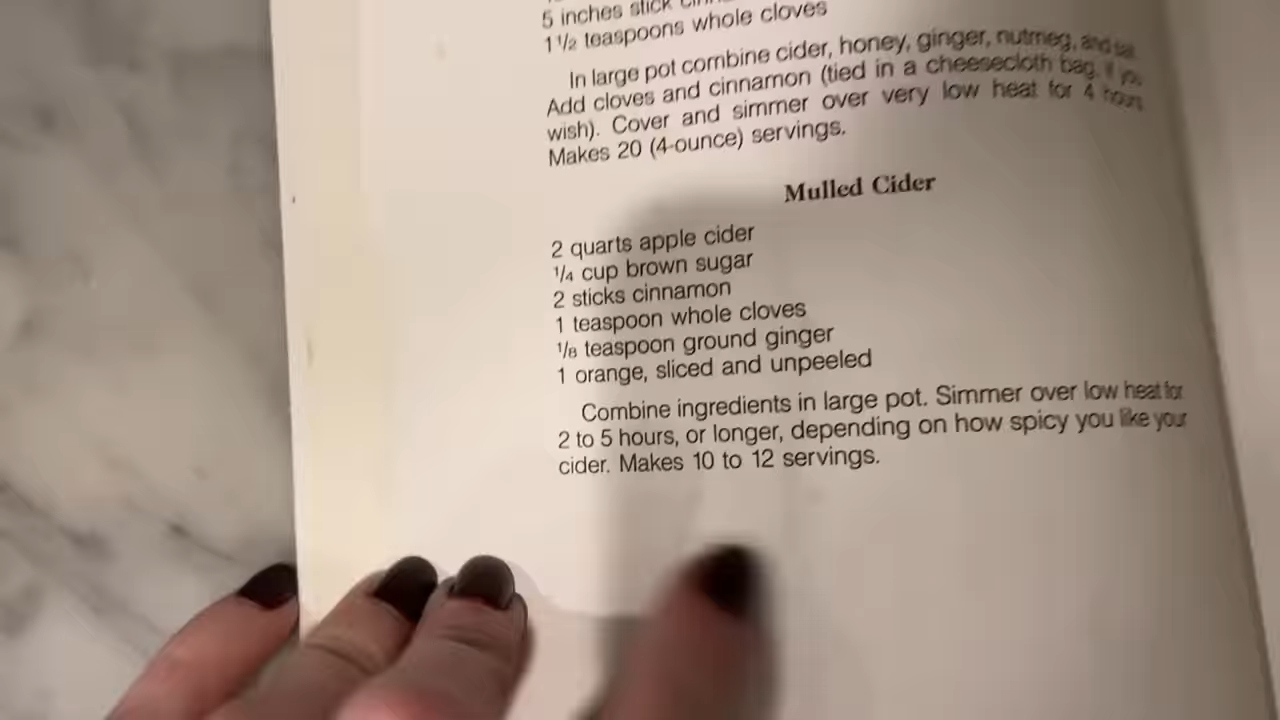 5 inches stick
1 1/2 teaspoons whole cloves
In large pot combine cider, honey, ginger, nutmeg, and
Add cloves and cinnamon (tied in a cheesecloth bag, if you
wish). Cover and simmer over very low heat for 4 hours
Makes 20 (4-ounce) servings.
Mulled Cider
2 quarts apple cider
1/4 cup brown sugar
2 sticks cinnamon
1 teaspoon whole cloves
1/8 teaspoon ground ginger
1 orange, sliced and unpeeled
Combine ingredients in large pot. Simmer over low heat for
2 to 5 hours, or longer, depending on how spicy you like your
cider. Makes 10 to 12 servings.